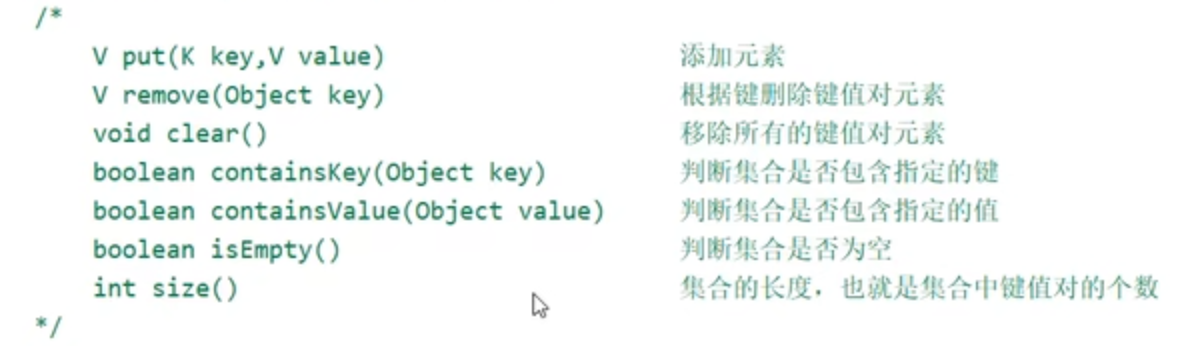 /*
V put(K key,V value) 添加元素
V remove(Object key) 根据键删除键值对元素
void clear() 移除所有的键值对元素
boolean containsKey(Object key) 判断集合是否包含指定的键
boolean containsValue(Object value) 判断集合是否包含指定的值
boolean isEmpty() 判断集合是否为空
int size() 集合的长度，也就是集合中键值对的个数
*/